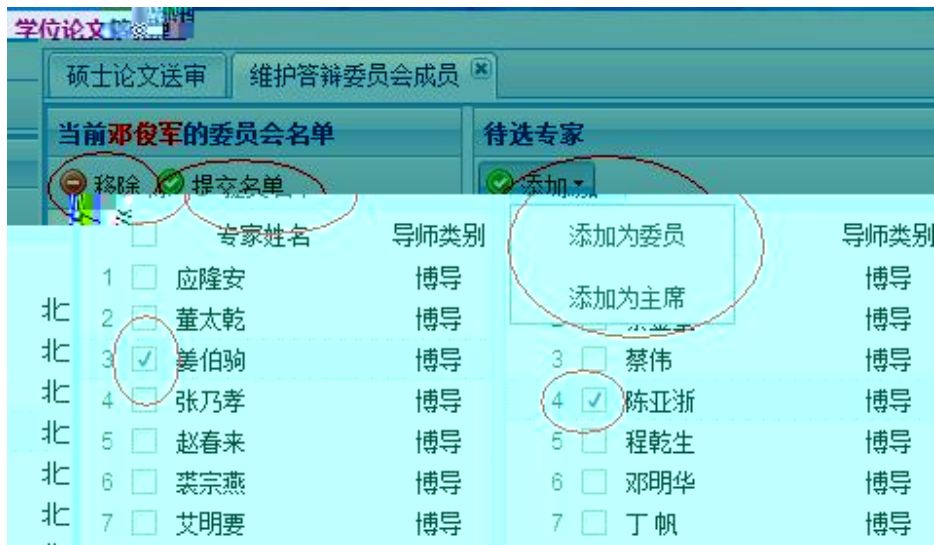 学位论文
硕士论文送审 维护答辩委员会成员
当前邓俊军的委员会名单 待选专家
移除 提交名单 添加
专家姓名 导师类别 添加为委员 导师类别
1 应隆安 博导 博导
添加为主席
北 2 董太乾 博导 博导
北 3 姜伯驹 博导 3 蔡伟 博导
北 4 张乃孝 博导 4 陈亚浙 博导
北 5 赵春来 博导 5 程乾生 博导
北 6 裘宗燕 博导 6 邓明华 博导
北 7 艾明要 博导 7 丁帆 博导